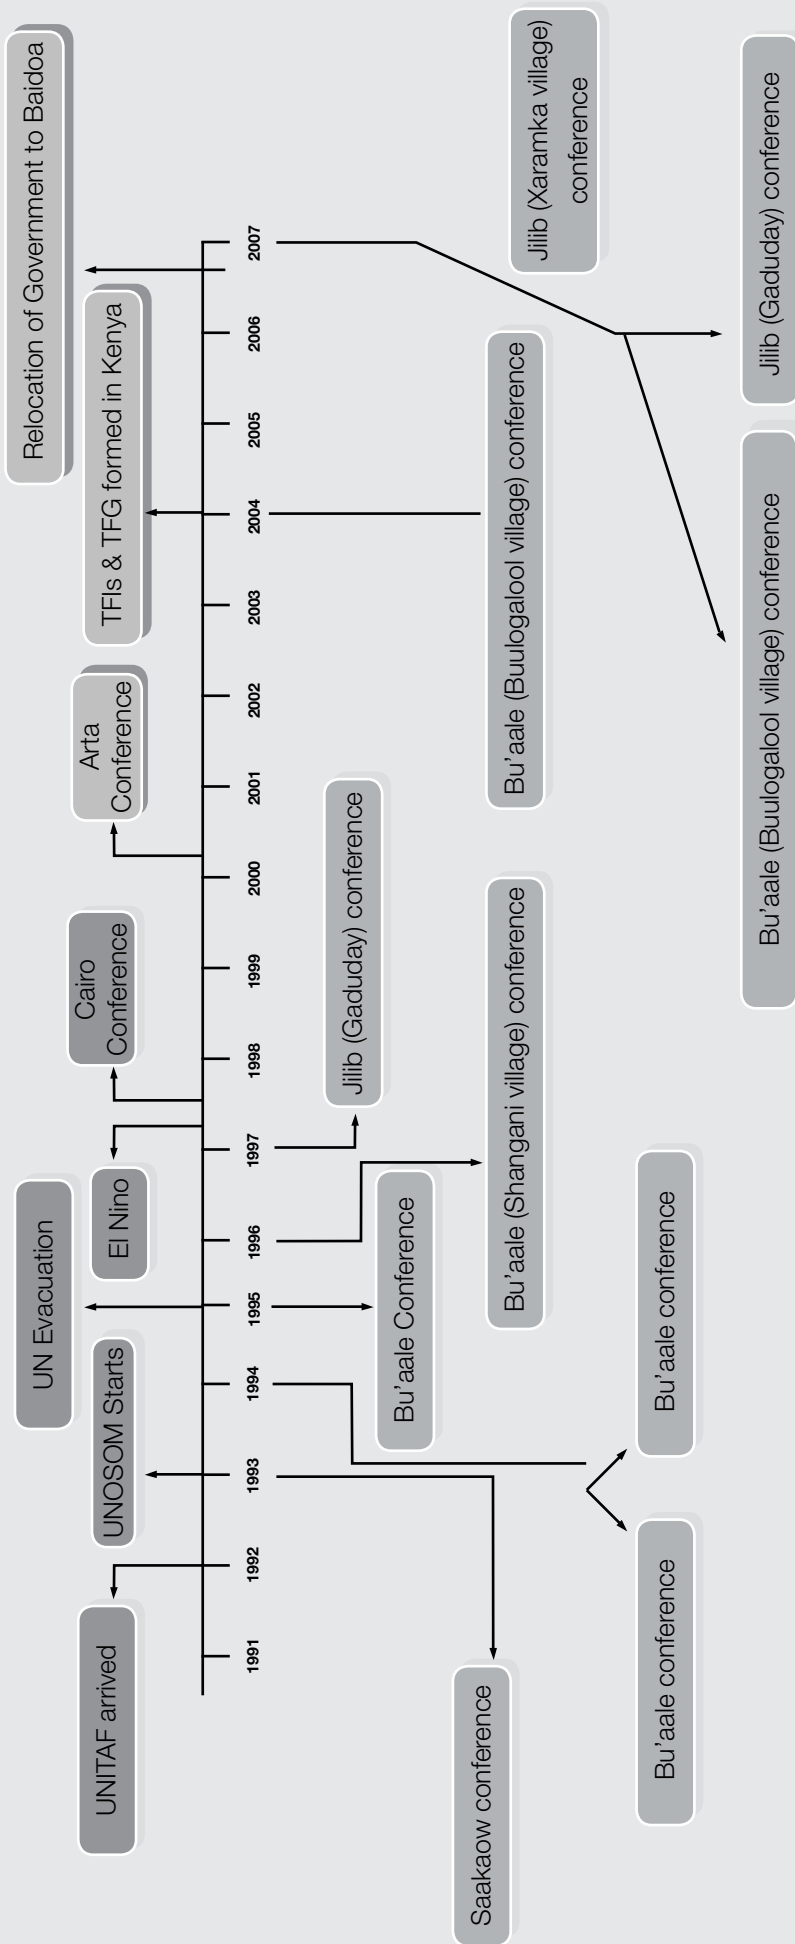 Relocation of Government to Baidoa
UN Evacuation
UNITAF arrived
UNOSOM Starts
El Nino
Cairo
Conference
Arta
Conference
TFIs & TFG formed in Kenya
1991
1992
1993
1994
1995
1996
1997
1998
1999
2000
2001
2002
2003
2004
2005
2006
2007
Jilib (Gaduday) conference
Bu'aale Conference
Saakaow conference
Bu'aale (Shangani village) conference
Bu'aale (Buulogalool village) conference
Jilib (Xaramka village)
conference
Bu'aale conference
Bu'aale conference
Bu'aale (Buulogalool village) conference
Jilib (Gaduday) conference